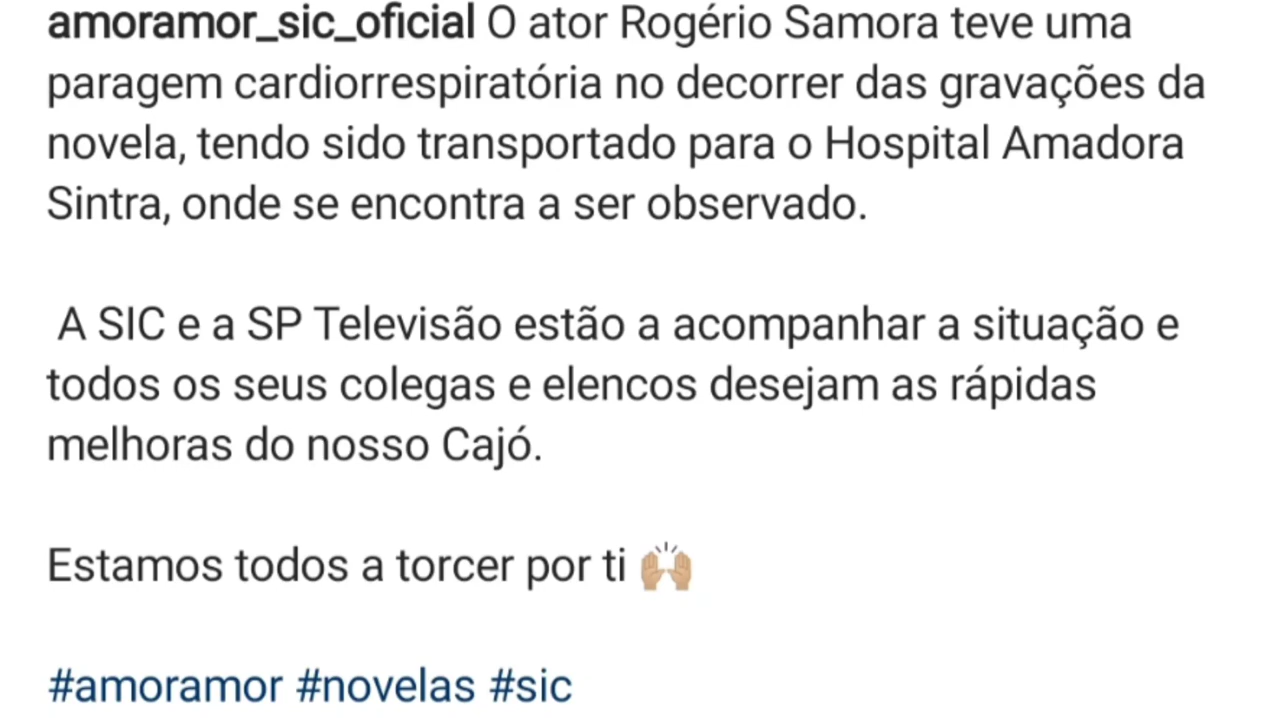 amoramor_sic_oficial O ator Rogério Samora teve uma
paragem cardiorrespiratória no decorrer das gravações da
novela, tendo sido transportado para o Hospital Amadora
Sintra, onde se encontra a ser observado.
A SIC e a SP Televisão estão a acompanhar a situação e
todos os seus colegas e elencos desejam as rápidas
melhoras do nosso Cajó.
Estamos todos a torcer por ti 🙌🏼
#amoramor #novelas #sic